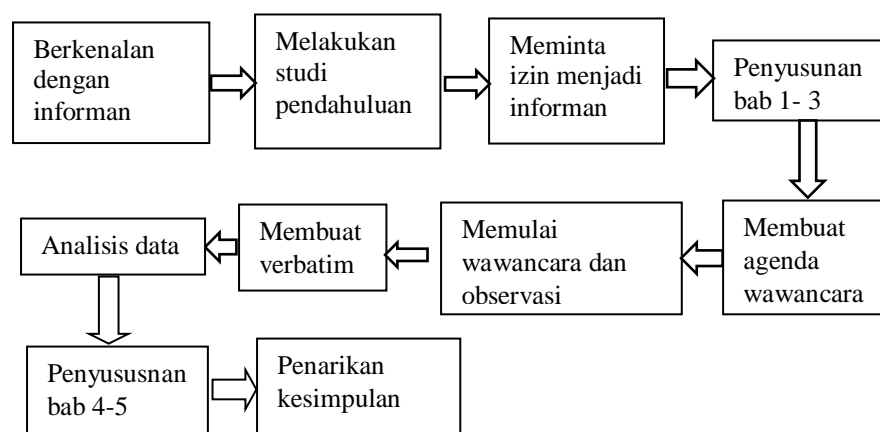 Berkenalan
dengan
informan
Melakukan
studi
pendahuluan
Meminta
izin menjadi
informan
Penyusunan
bab 1- 3
Membuat
agenda
wawancara
Memulai
wawancara dan
observasi
Membuat
verbatim
Analisis data
Penyususnan
bab 4-5
Penarikan
kesimpulan